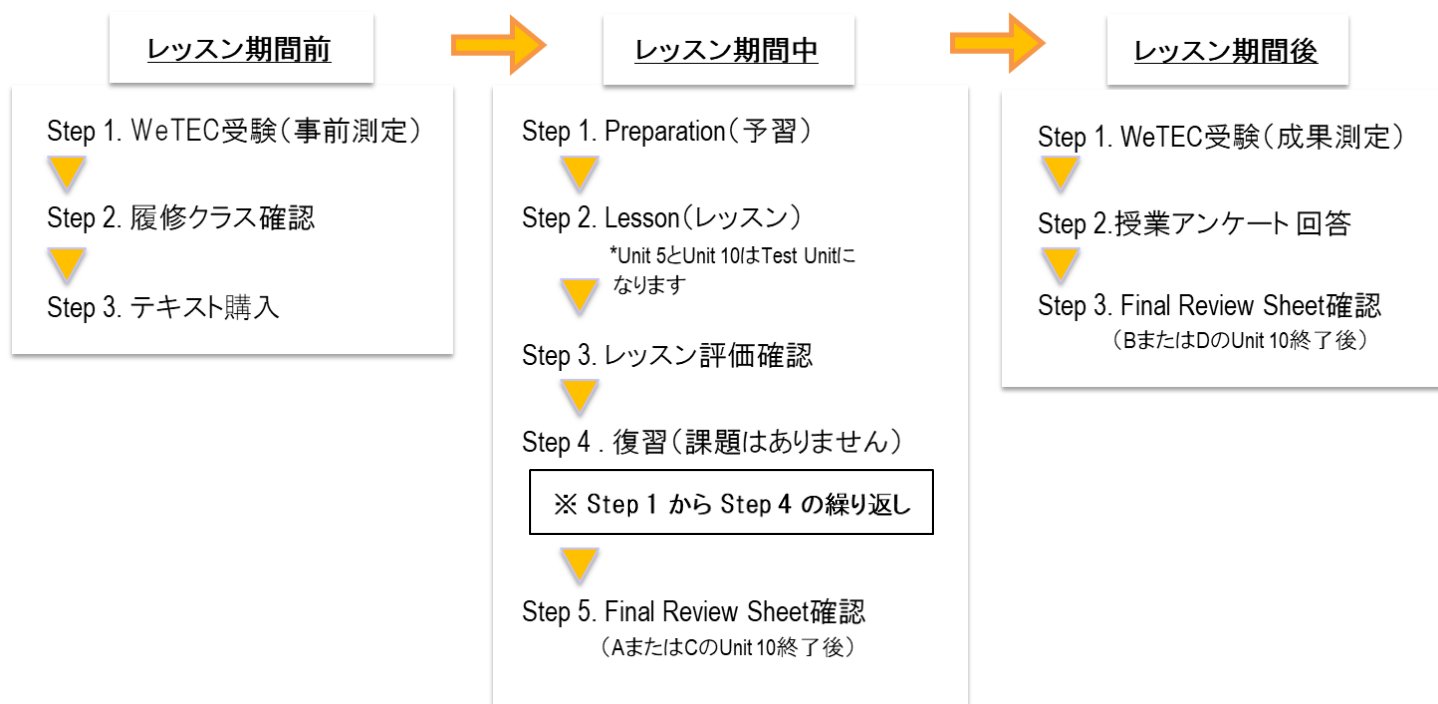 レッスン期間前
Step 1. WeTEC受験（事前測定）
Step 2. 履修クラス確認
Step 3. テキスト購入
レッスン期間中
Step 1. Preparation（予習）
Step 2. Lesson（レッスン）
*Unit 5とUnit 10はTest Unitに
なります
Step 3. レッスン評価確認
Step 4 . 復習（課題はありません）
※ Step 1 から Step 4 の繰り返し
Step 5. Final Review Sheet確認
（AまたはCのUnit 10終了後）
レッスン期間後
Step 1. WeTEC受験（成果測定）
Step 2.授業アンケート 回答
Step 3. Final Review Sheet確認
（BまたはDのUnit 10終了後）